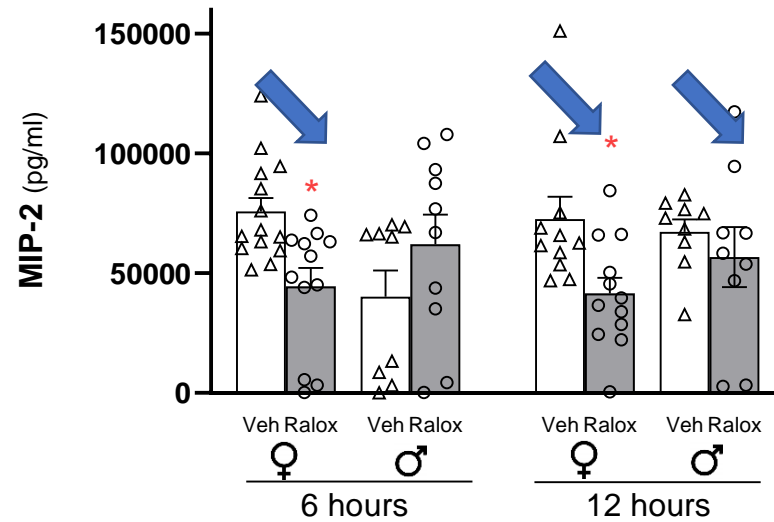 150000
100000
50000
0
MIP-2 (pg/ml)
*
*
Veh Ralox Veh Ralox Veh Ralox Veh Ralox
♀ ♂ ♀ ♂
6 hours 12 hours